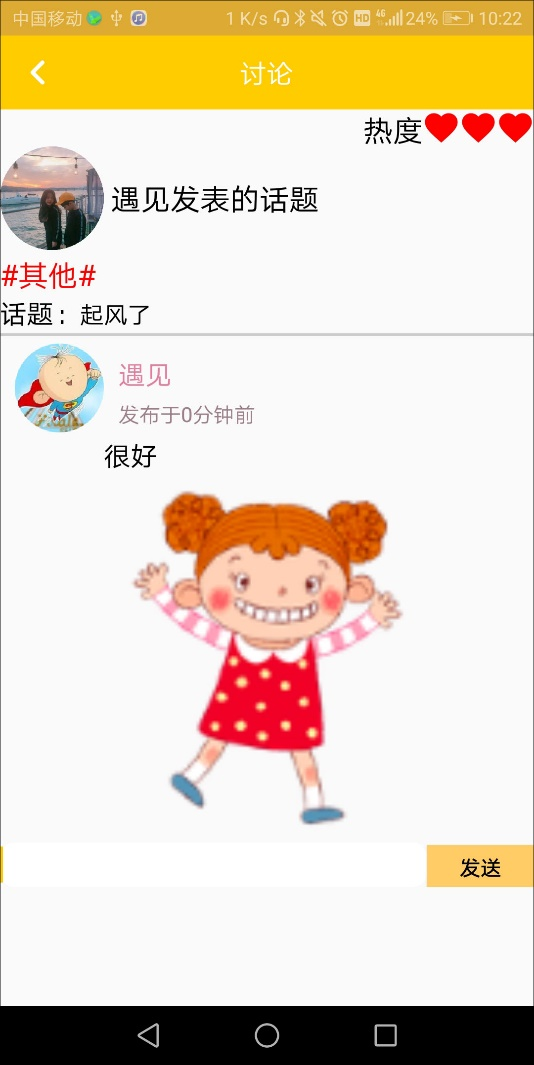 中国移动 1 K/s HD 4G 24% 10:22
讨论
热度
遇见发表的话题
#其他#
话题：起风了
遇见
发布于0分钟前
很好
发送